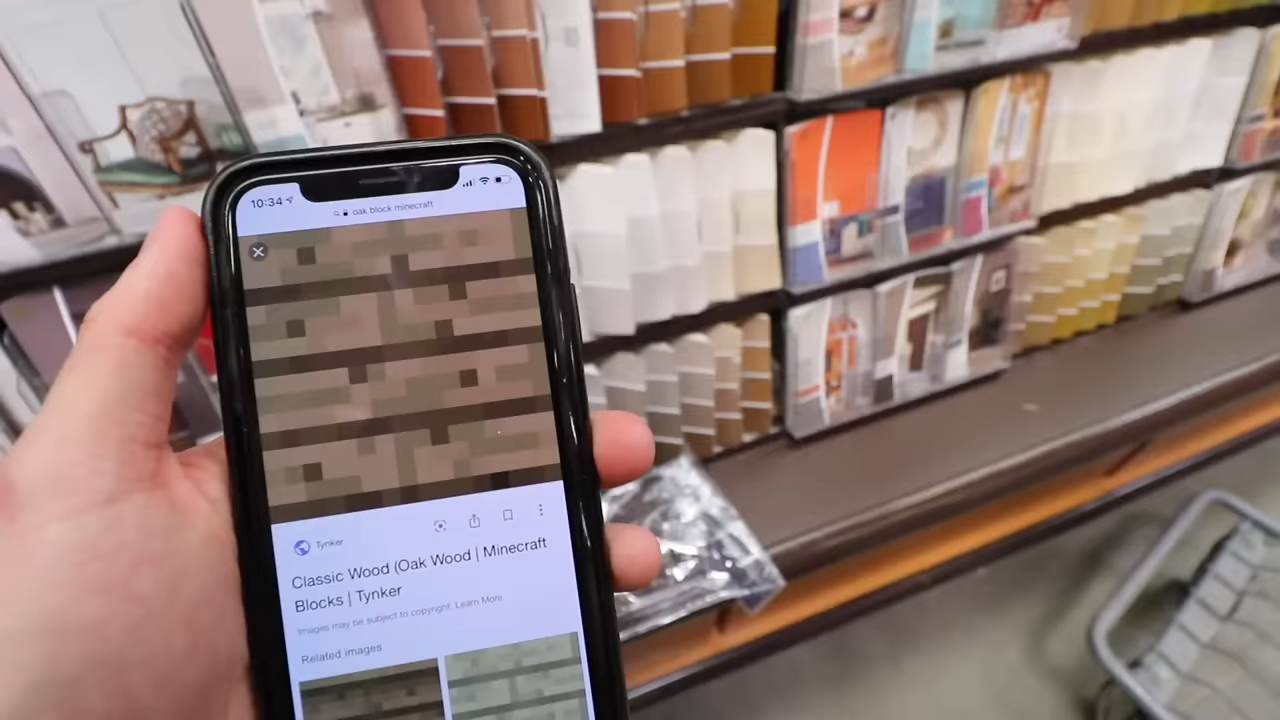 10:34
oak block minecraft
Tynker
Classic Wood (Oak Wood | Minecraft
Blocks | Tynker
Images may be subject to copyright. Learn More
Related images